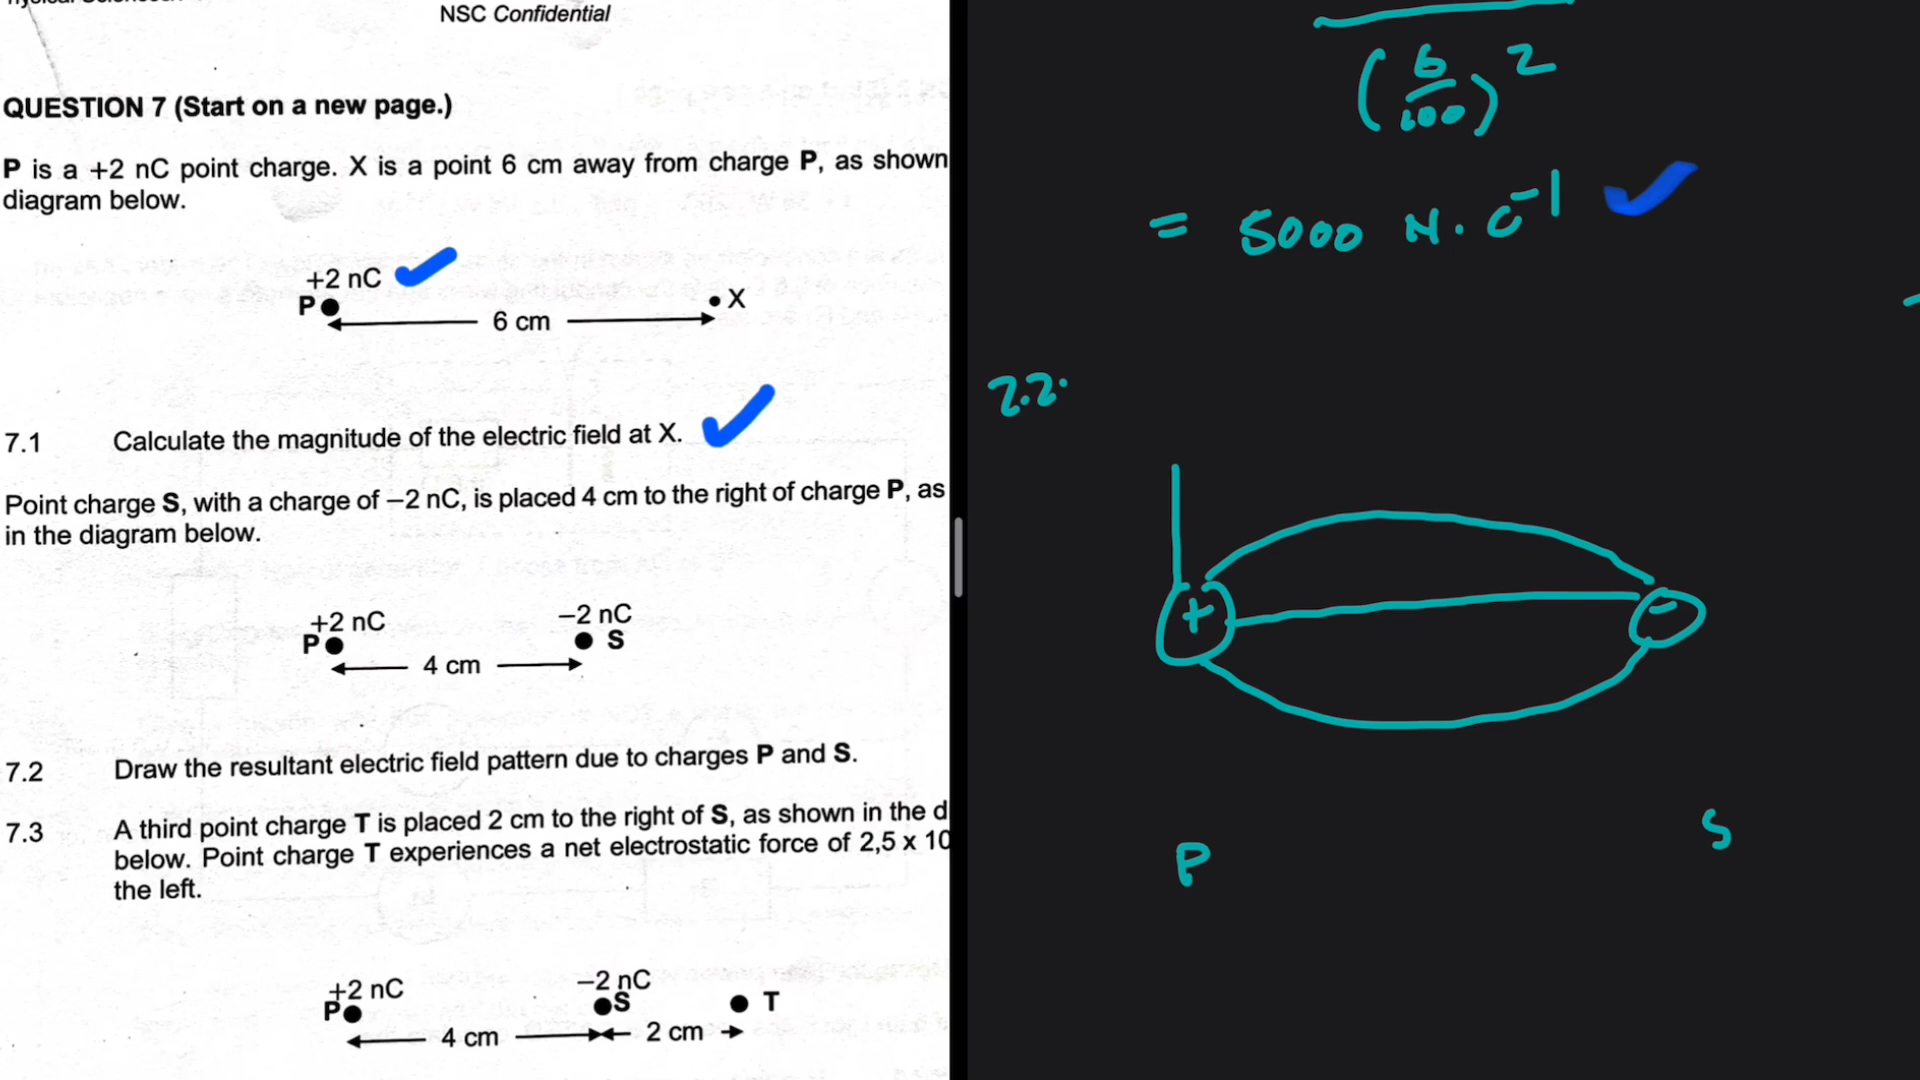 NSC Confidential
QUESTION 7 (Start on a new page.)
P is a +2 nC point charge. X is a point 6 cm away from charge P, as shown
diagram below.
+2 nC
P
X
6 cm
7.1 Calculate the magnitude of the electric field at X.
Point charge S, with a charge of –2 nC, is placed 4 cm to the right of charge P, as
in the diagram below.
+2 nC
–2 nC
P
S
4 cm
7.2 Draw the resultant electric field pattern due to charges P and S.
7.3 A third point charge T is placed 2 cm to the right of S, as shown in the d
below. Point charge T experiences a net electrostatic force of 2,5 x 10
the left.
+2 nC
–2 nC
P
S
T
4 cm
2 cm
(6/100)²
= 5000 N·C⁻¹
7.2·
+
−
P
S